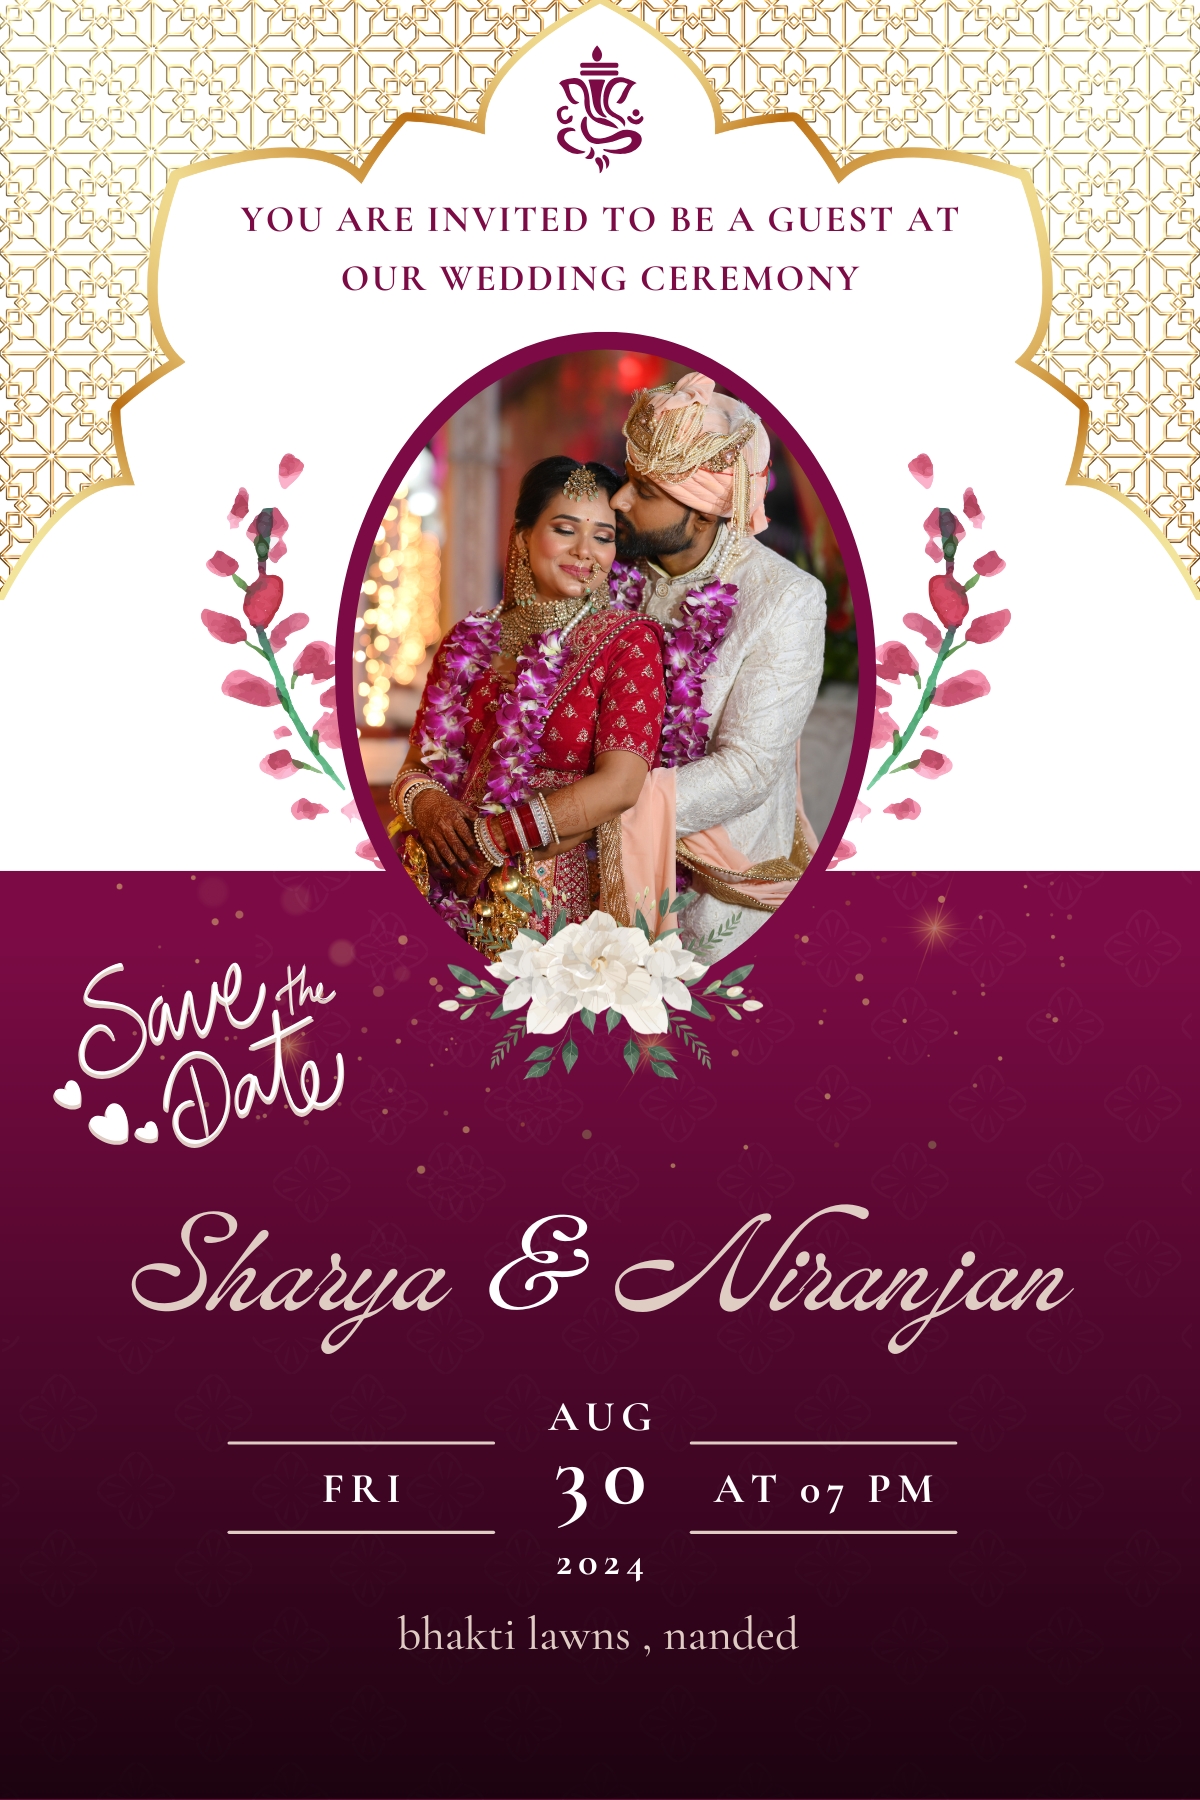 YOU ARE INVITED TO BE A GUEST AT
OUR WEDDING CEREMONY
Save the
Date
Sharya & Niranjan
AUG
FRI 30 AT 07 PM
2024
bhakti lawns , nanded